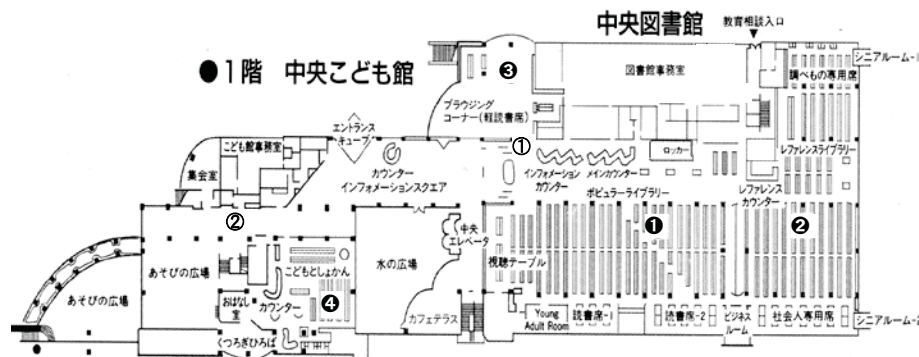 中央図書館
教育相談入口
●1階 中央こども館
❸
図書館事務室
シニアルーム-1
調べもの専用席
ブラウジング
コーナー(軽読書席)
エントランス
キューブ
こども館事務室
①
ロッカー
レファレンスライブラリー
集会室
カウンター
インフォメーションスクエア
インフォメーション
カウンター
メインカウンター
ポピュラーライブラリー
レファレンス
カウンター
②
❶
❷
中央
エレベータ
あそびの広場
こどもとしょかん
水の広場
視聴テーブル
あそびの広場
おはなし
室
カウンター
❹
カフェテラス
Young
Adult Room
読書席-1
読書席-2
ビジネス
ルーム
社会人専用席
シニアルーム-2
くつろぎひろば